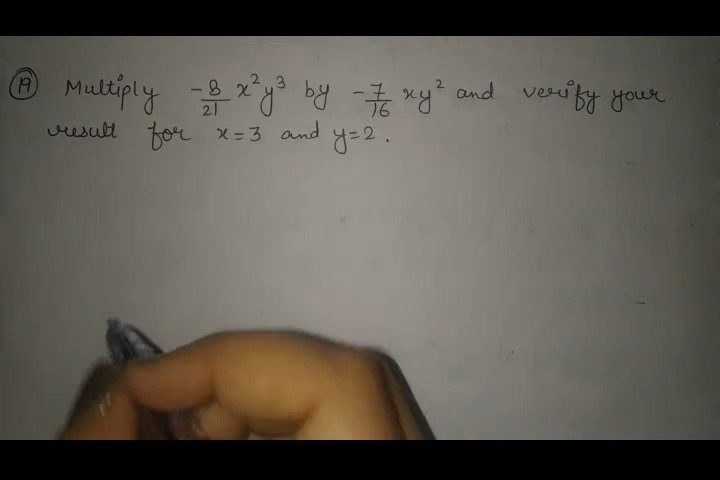 19 Multiply -8/21 x²y³ by -7/16 xy² and verify your
result for x=3 and y=2.